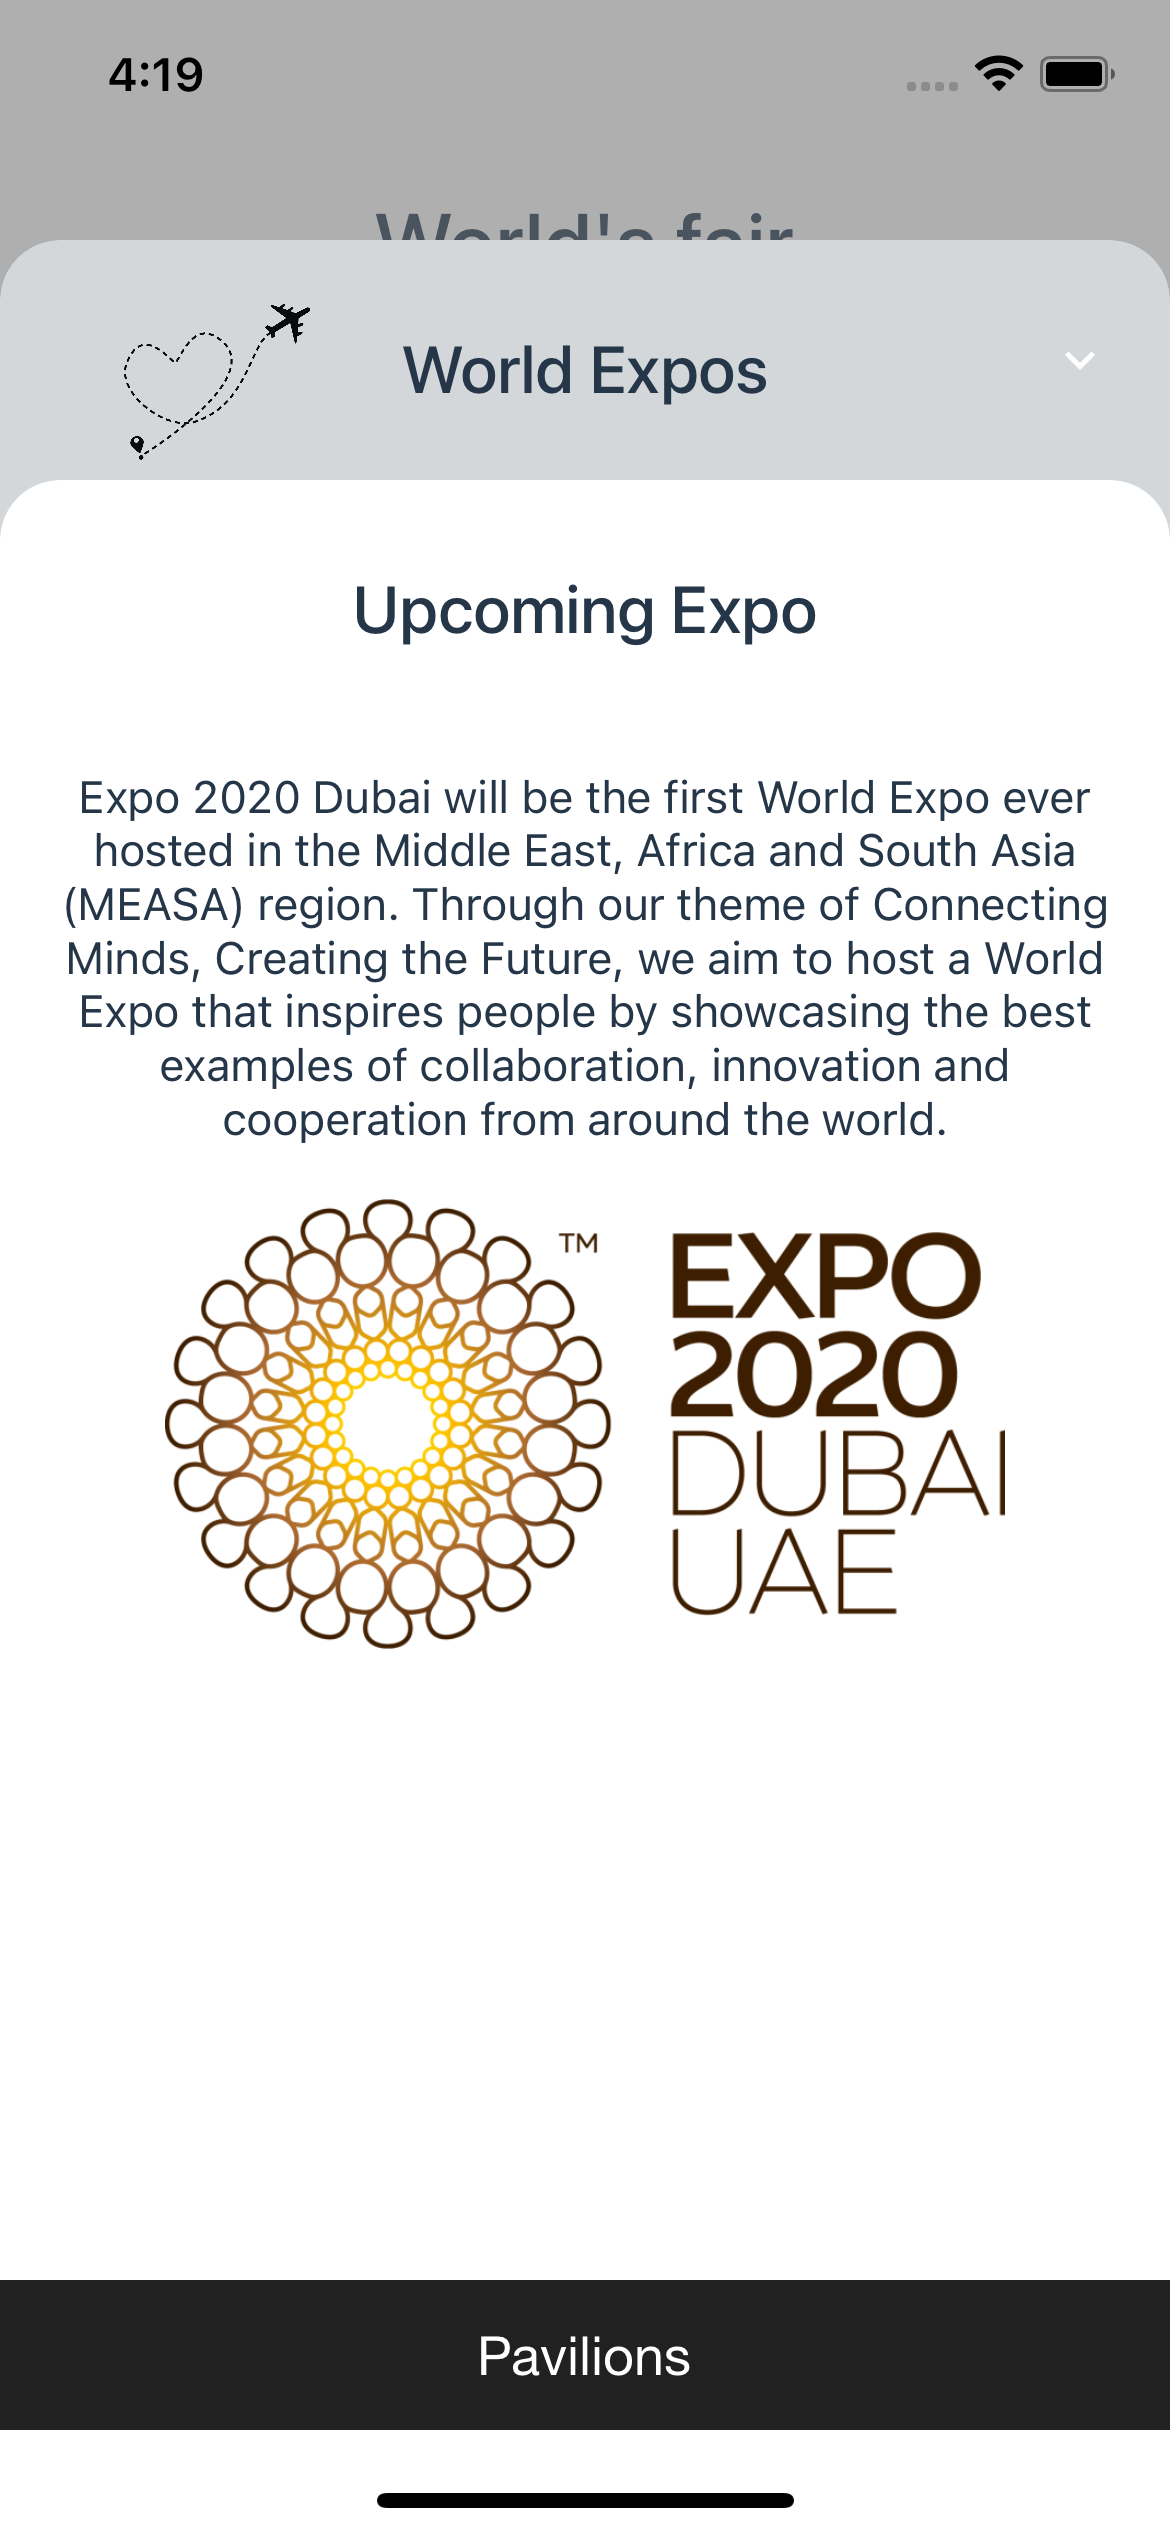 4:19
World's fair
World Expos
Upcoming Expo
Expo 2020 Dubai will be the first World Expo ever
hosted in the Middle East, Africa and South Asia
(MEASA) region. Through our theme of Connecting
Minds, Creating the Future, we aim to host a World
Expo that inspires people by showcasing the best
examples of collaboration, innovation and
cooperation from around the world.
TM
EXPO
2020
DUBAI
UAE
Pavilions